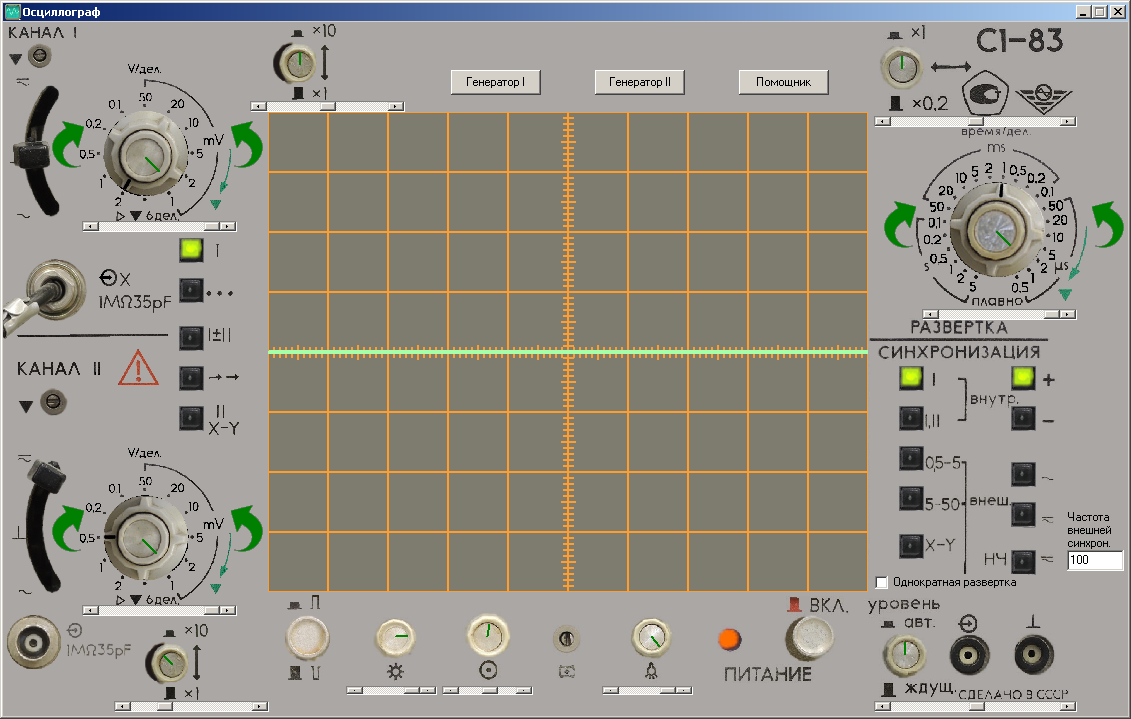 Осциллограф
КАНАЛ I
×10
×1
Генератор I
Генератор II
Помощник
×1
С1-83
×0,2
V/дел.
0.1
50
20
0,2
10
mV
0.5
5
1
2
2
1
▷ ▼ 6дел.
I
X
1MΩ35pF
...
I±II
→→
II
X-Y
КАНАЛ II
V/дел.
0.1
50
20
0,2
10
mV
0.5
5
1
2
2
1
▷ ▼ 6дел.
1MΩ35pF
×10
×1
время/дел.
ms
10 5 2 1 0,5 0,2
20
0,1
50
50
0,1
20
0.2
10
0,5
5
s
μs
1
2
2
1
0.5
плавно
РАЗВЕРТКА
СИНХРОНИЗАЦИЯ
I
+
внутр.
I,II
−
0,5-5
~
5-50
внеш.
X-Y
НЧ
Частота
внешней
синхрон.
100
Однократная развертка
ВКЛ.
ПИТАНИЕ
уровень
авт.
ждущ.
СДЕЛАНО В СССР